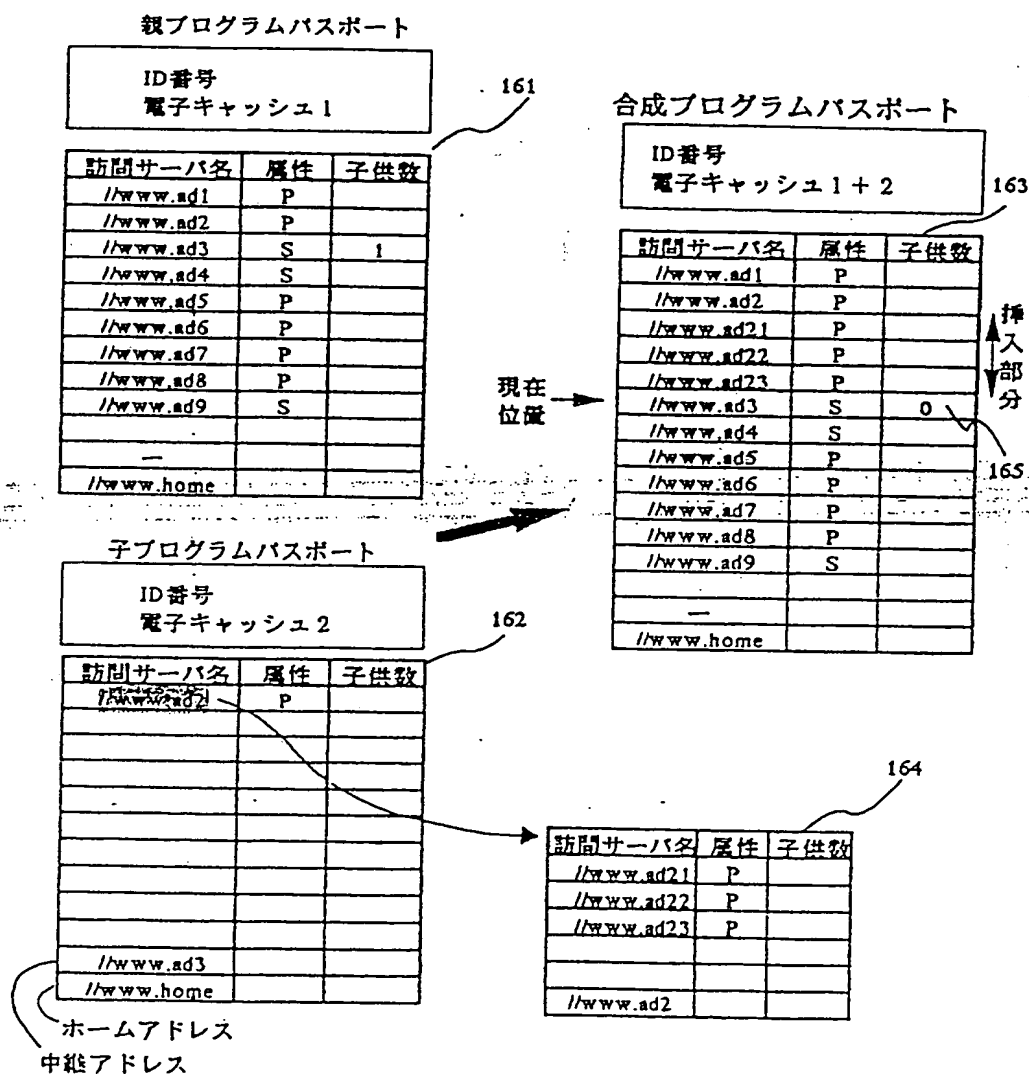 親プログラムパスポート
ID番号
電子キャッシュ1
161
訪問サーバ名 属性 子供数
//www.ad1 P
//www.ad2 P
//www.ad3 S 1
//www.ad4 S
//www.ad5 P
//www.ad6 P
//www.ad7 P
//www.ad8 P
//www.ad9 S
—
//www.home
合成プログラムパスポート
ID番号
電子キャッシュ1+2
163
訪問サーバ名 属性 子供数
//www.ad1 P
//www.ad2 P
//www.ad21 P
//www.ad22 P
//www.ad23 P
//www.ad3 S 0
//www.ad4 S
//www.ad5 P
//www.ad6 P
//www.ad7 P
//www.ad8 P
//www.ad9 S
—
//www.home
挿入部分
165
現在
位置
子プログラムパスポート
ID番号
電子キャッシュ2
162
訪問サーバ名 属性 子供数
//www.ad2 P
//www.ad3
//www.home
ホームアドレス
中継アドレス
164
訪問サーバ名 属性 子供数
//www.ad21 P
//www.ad22 P
//www.ad23 P
//www.ad2